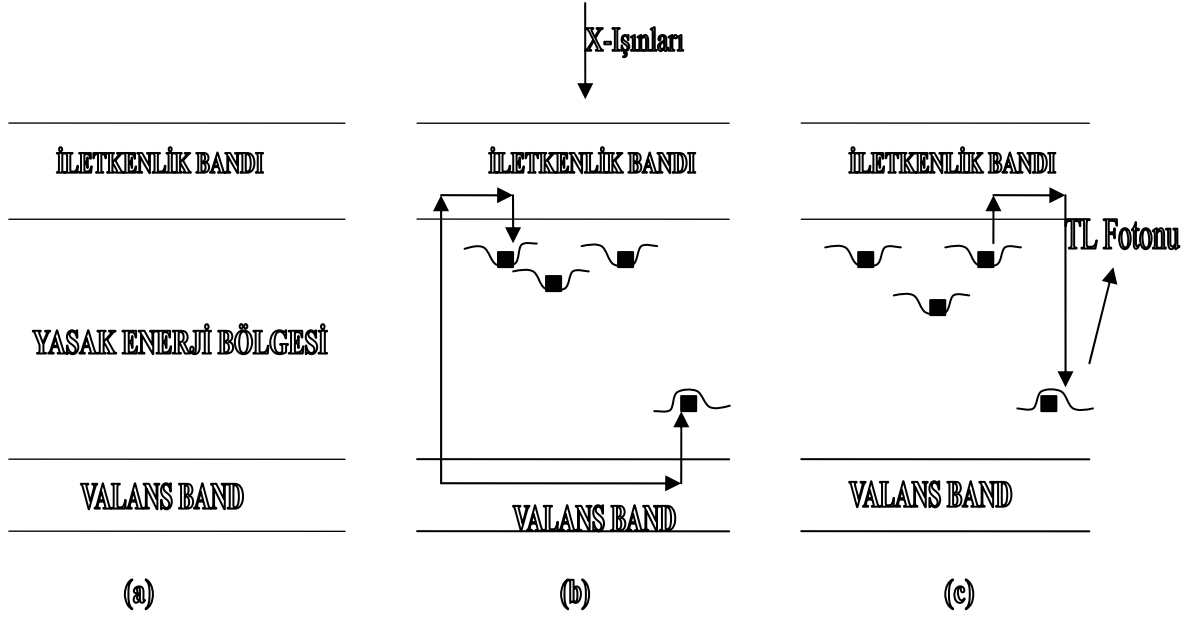 X-Işınları
İLETKENLİK BANDI
İLETKENLİK BANDI
İLETKENLİK BANDI
TL Fotonu
YASAK ENERJİ BÖLGESİ
VALANS BAND
VALANS BAND
VALANS BAND
(a)
(b)
(c)